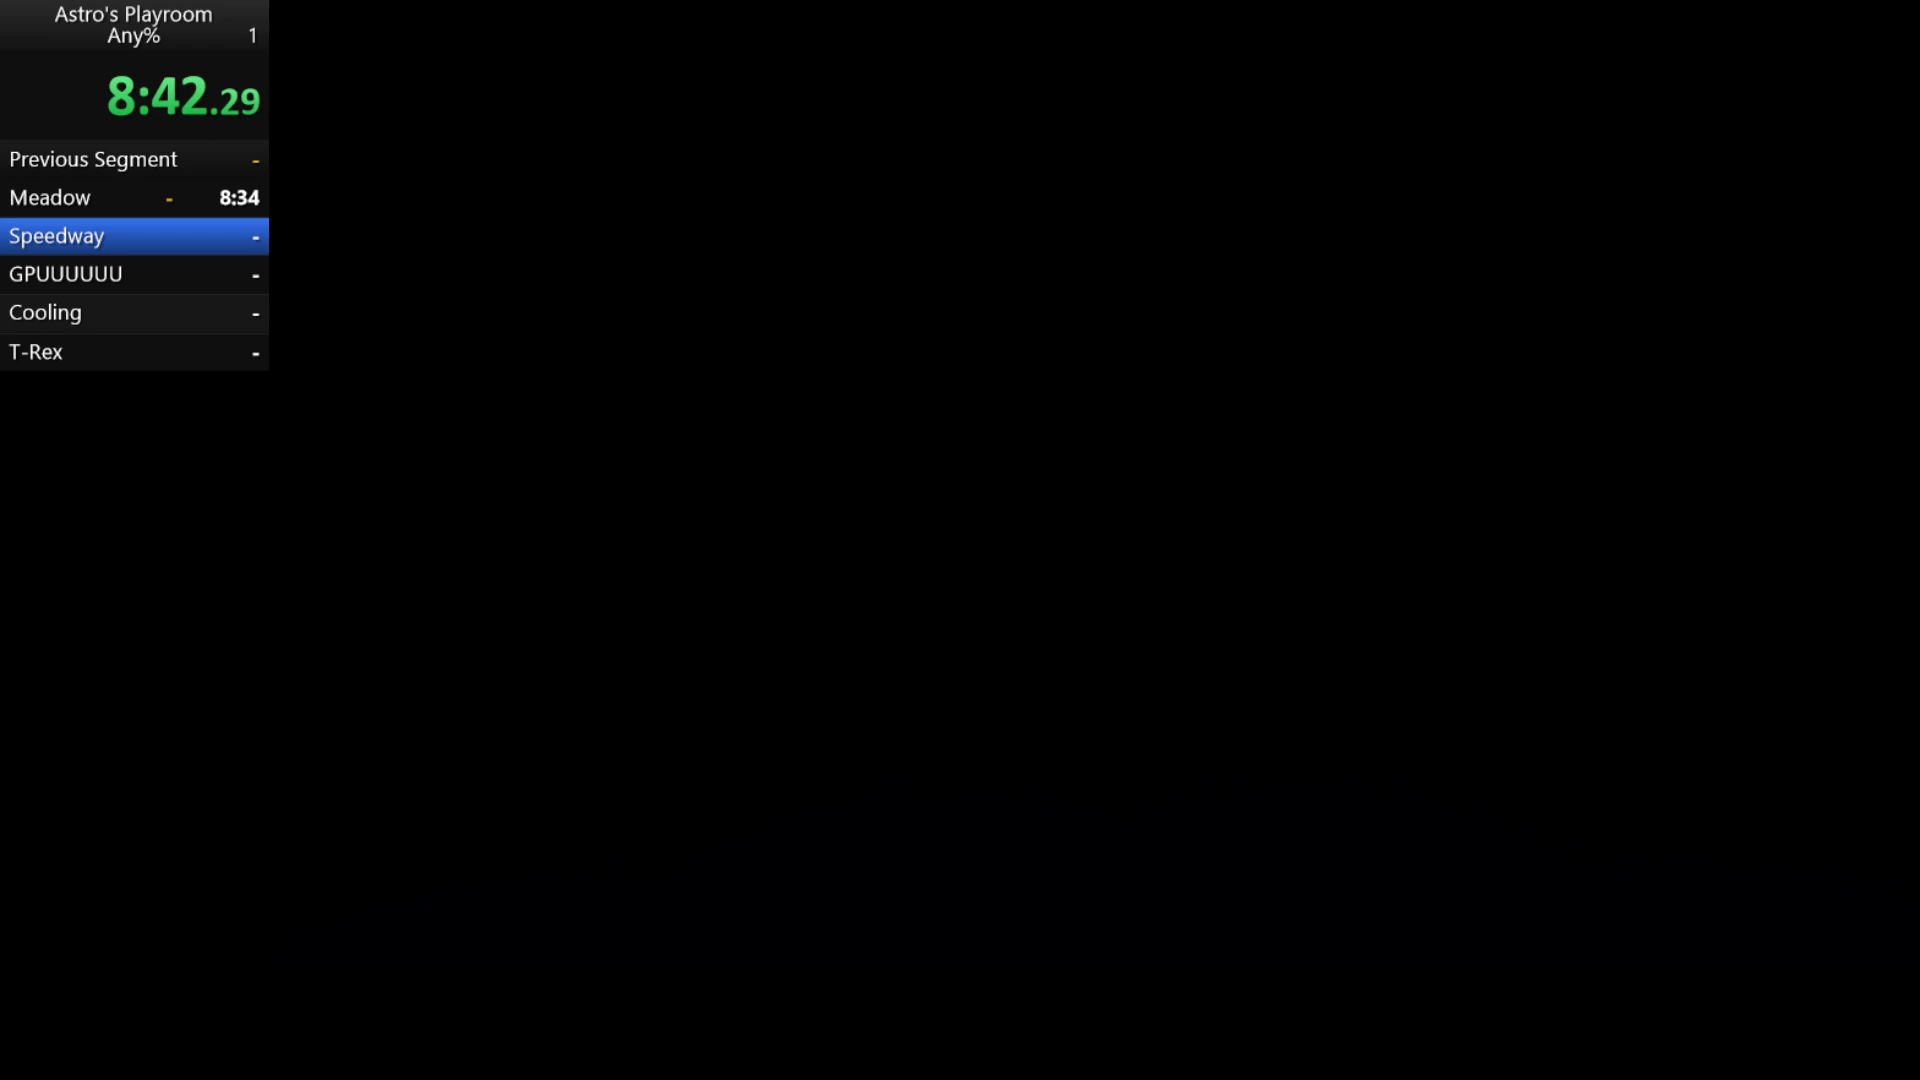 Astro's Playroom
Any% 1
8:42.29
Previous Segment -
Meadow - 8:34
Speedway -
GPUUUUUU -
Cooling -
T-Rex -